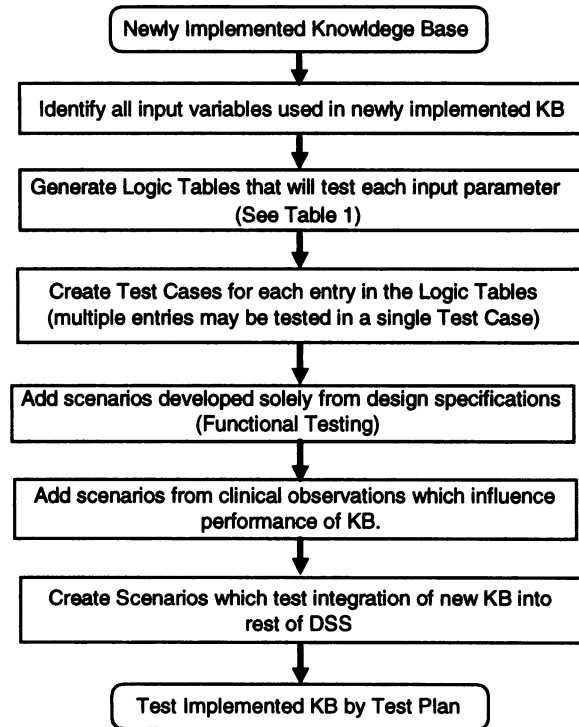 Newly Implemented Knowldege Base
Identify all input variables used in newly implemented KB
Generate Logic Tables that will test each input parameter
(See Table 1)
Create Test Cases for each entry in the Logic Tables
(multiple entries may be tested in a single Test Case)
Add scenarios developed solely from design specifications
(Functional Testing)
Add scenarios from clinical observations which influence
performance of KB.
Create Scenarios which test integration of new KB into
rest of DSS
Test Implemented KB by Test Plan